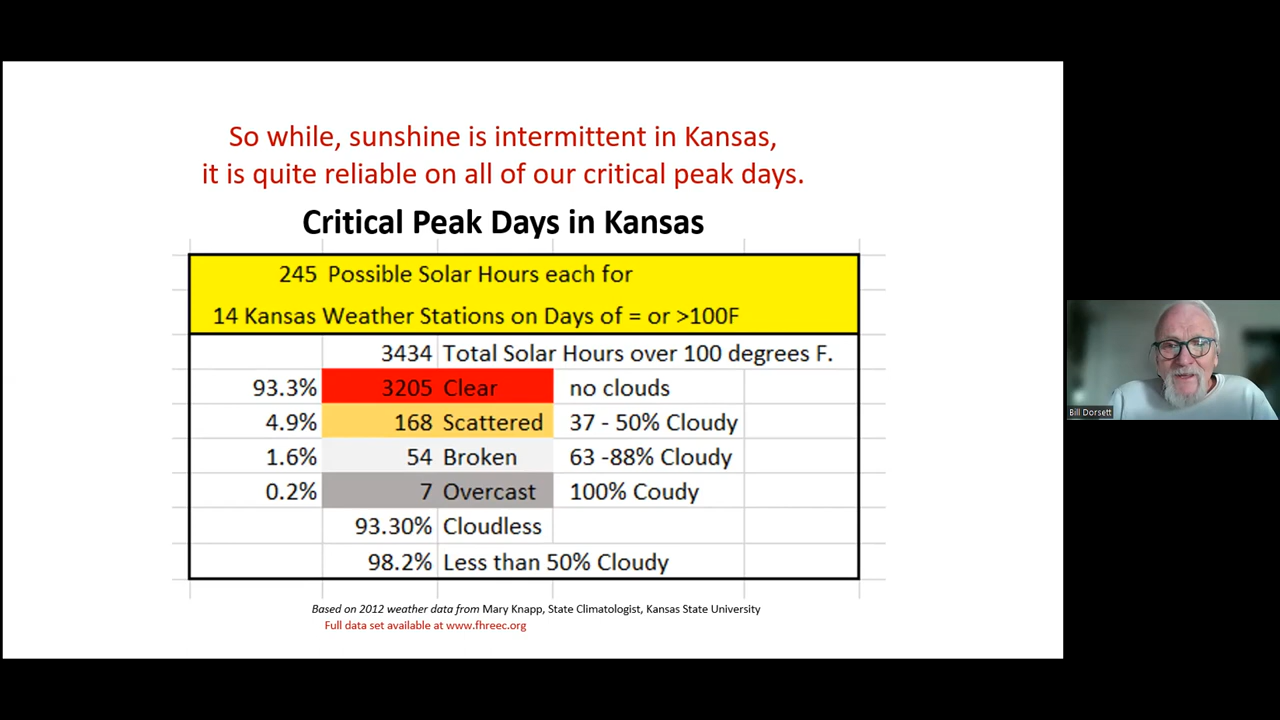 So while, sunshine is intermittent in Kansas,
it is quite reliable on all of our critical peak days.
Critical Peak Days in Kansas
245 Possible Solar Hours each for
14 Kansas Weather Stations on Days of = or >100F
3434 Total Solar Hours over 100 degrees F.
93.3% 3205 Clear no clouds
4.9% 168 Scattered 37 - 50% Cloudy
1.6% 54 Broken 63 -88% Cloudy
0.2% 7 Overcast 100% Coudy
93.30% Cloudless
98.2% Less than 50% Cloudy
Based on 2012 weather data from Mary Knapp, State Climatologist, Kansas State University
Full data set available at www.fhreec.org
Bill Dorsett